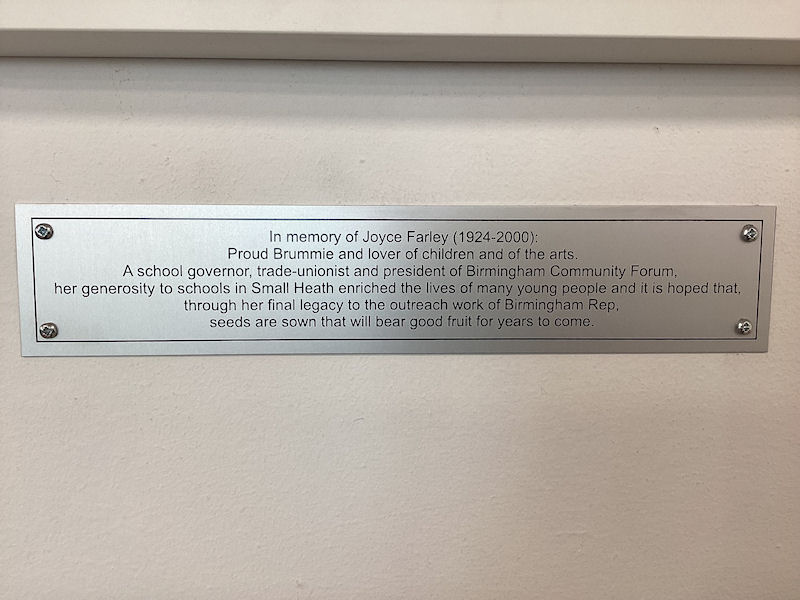 In memory of Joyce Farley (1924-2000):
Proud Brummie and lover of children and of the arts.
A school governor, trade-unionist and president of Birmingham Community Forum,
her generosity to schools in Small Heath enriched the lives of many young people and it is hoped that,
through her final legacy to the outreach work of Birmingham Rep,
seeds are sown that will bear good fruit for years to come.